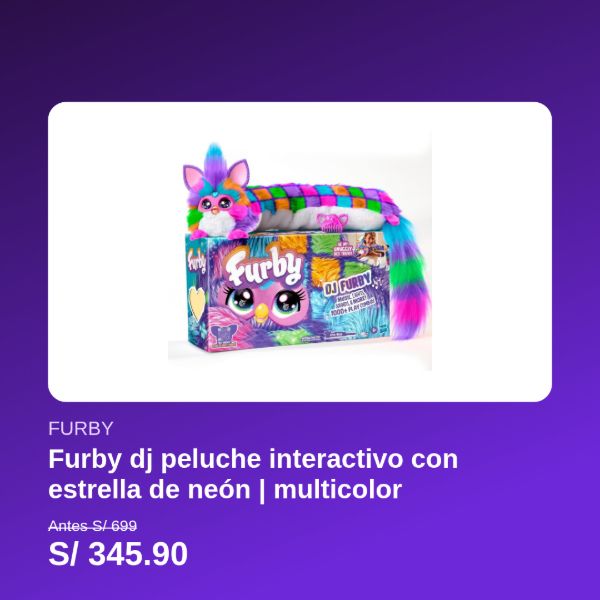 Furby
Furby
DJ FURBY
FURBY
Furby dj peluche interactivo con
estrella de neón | multicolor
Antes S/ 699
S/ 345.90